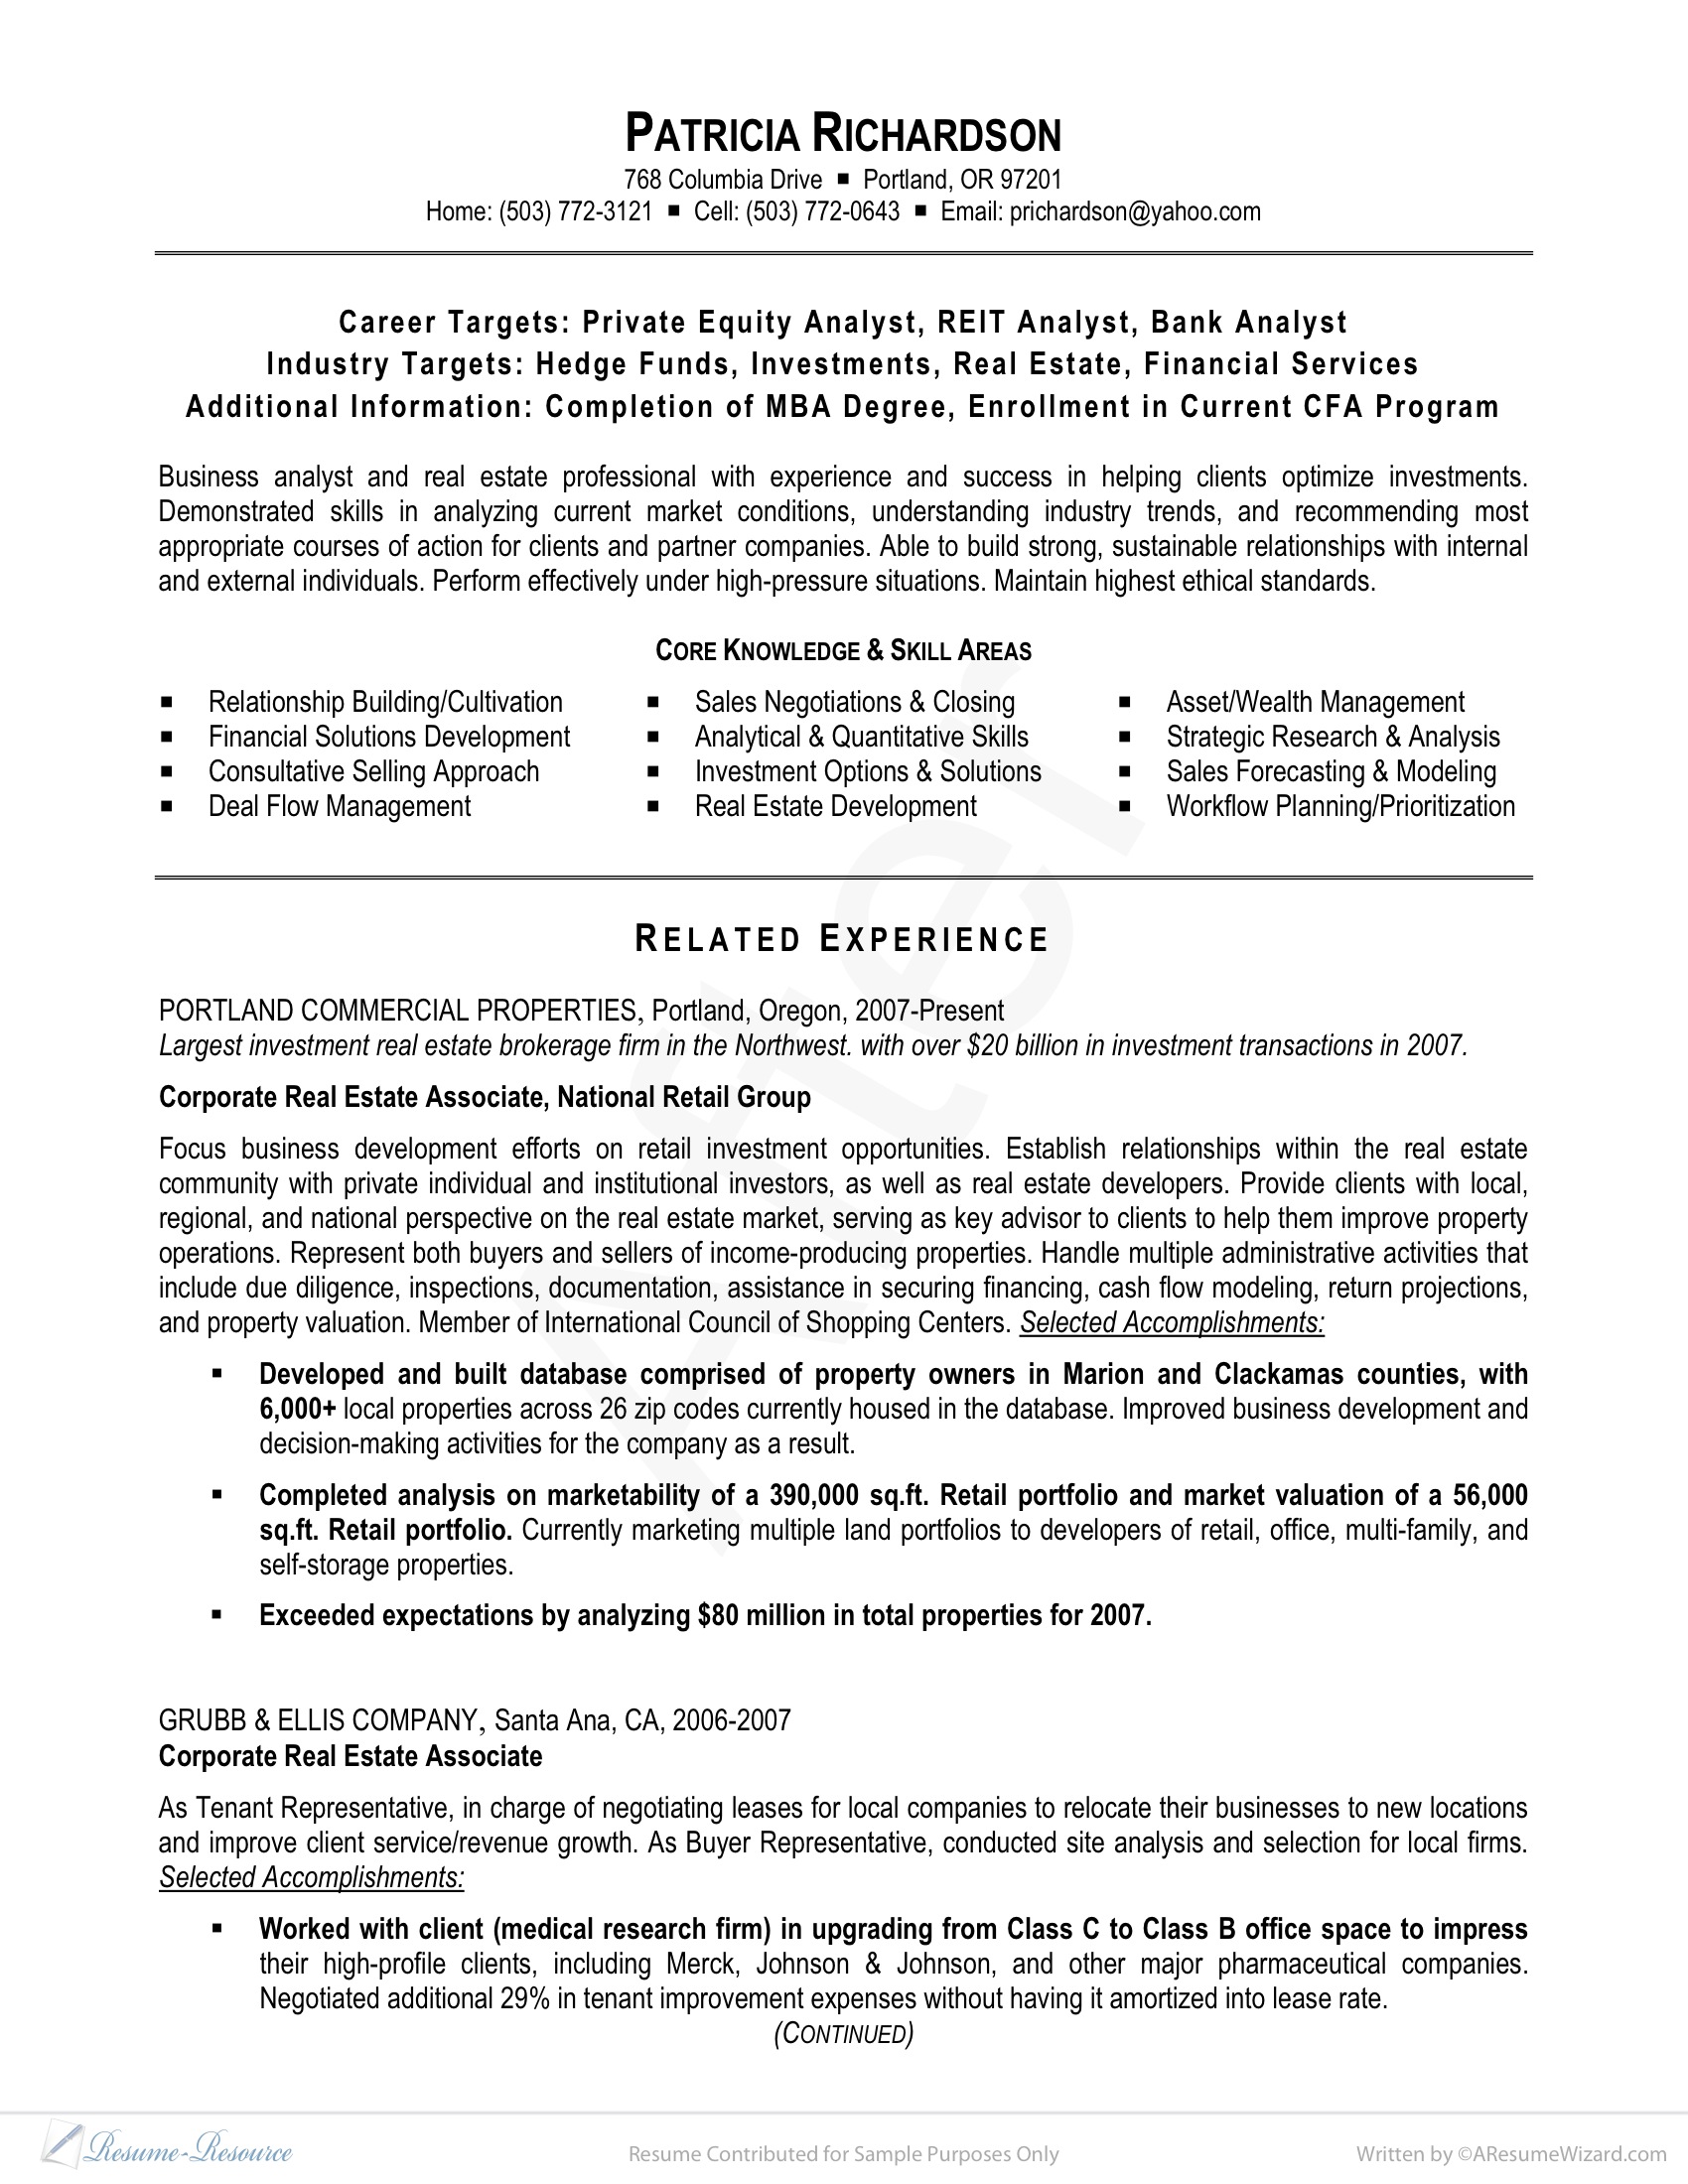 PATRICIA RICHARDSON
768 Columbia Drive ▪ Portland, OR 97201
Home: (503) 772-3121 ▪ Cell: (503) 772-0643 ▪ Email: prichardson@yahoo.com
Career Targets: Private Equity Analyst, REIT Analyst, Bank Analyst
Industry Targets: Hedge Funds, Investments, Real Estate, Financial Services
Additional Information: Completion of MBA Degree, Enrollment in Current CFA Program
Business analyst and real estate professional with experience and success in helping clients optimize investments.
Demonstrated skills in analyzing current market conditions, understanding industry trends, and recommending most
appropriate courses of action for clients and partner companies. Able to build strong, sustainable relationships with internal
and external individuals. Perform effectively under high-pressure situations. Maintain highest ethical standards.
CORE KNOWLEDGE & SKILL AREAS
▪ Relationship Building/Cultivation
▪ Financial Solutions Development
▪ Consultative Selling Approach
▪ Deal Flow Management
▪ Sales Negotiations & Closing
▪ Analytical & Quantitative Skills
▪ Investment Options & Solutions
▪ Real Estate Development
▪ Asset/Wealth Management
▪ Strategic Research & Analysis
▪ Sales Forecasting & Modeling
▪ Workflow Planning/Prioritization
After
RELATED EXPERIENCE
PORTLAND COMMERCIAL PROPERTIES, Portland, Oregon, 2007-Present
Largest investment real estate brokerage firm in the Northwest. with over $20 billion in investment transactions in 2007.
Corporate Real Estate Associate, National Retail Group
Focus business development efforts on retail investment opportunities. Establish relationships within the real estate
community with private individual and institutional investors, as well as real estate developers. Provide clients with local,
regional, and national perspective on the real estate market, serving as key advisor to clients to help them improve property
operations. Represent both buyers and sellers of income-producing properties. Handle multiple administrative activities that
include due diligence, inspections, documentation, assistance in securing financing, cash flow modeling, return projections,
and property valuation. Member of International Council of Shopping Centers. Selected Accomplishments:
▪ Developed and built database comprised of property owners in Marion and Clackamas counties, with
6,000+ local properties across 26 zip codes currently housed in the database. Improved business development and
decision-making activities for the company as a result.
▪ Completed analysis on marketability of a 390,000 sq.ft. Retail portfolio and market valuation of a 56,000
sq.ft. Retail portfolio. Currently marketing multiple land portfolios to developers of retail, office, multi-family, and
self-storage properties.
▪ Exceeded expectations by analyzing $80 million in total properties for 2007.
GRUBB & ELLIS COMPANY, Santa Ana, CA, 2006-2007
Corporate Real Estate Associate
As Tenant Representative, in charge of negotiating leases for local companies to relocate their businesses to new locations
and improve client service/revenue growth. As Buyer Representative, conducted site analysis and selection for local firms.
Selected Accomplishments:
▪ Worked with client (medical research firm) in upgrading from Class C to Class B office space to impress
their high-profile clients, including Merck, Johnson & Johnson, and other major pharmaceutical companies.
Negotiated additional 29% in tenant improvement expenses without having it amortized into lease rate.
(CONTINUED)
Resume-Resource
Resume Contributed for Sample Purposes Only
Written by ©AResumeWizard.com